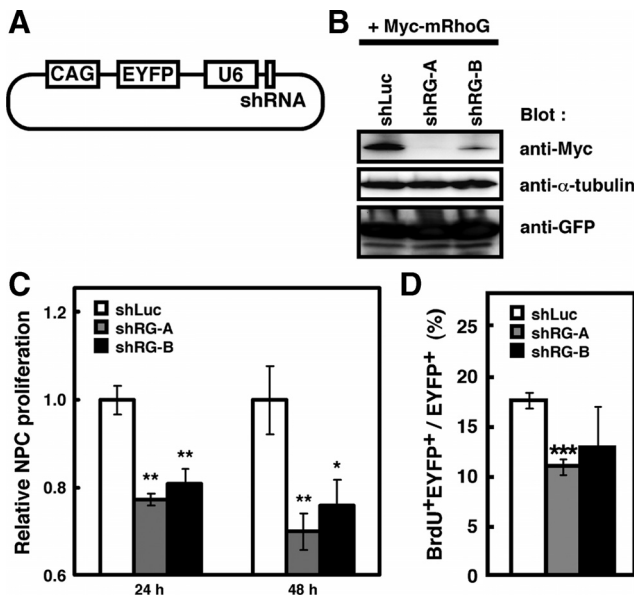 A
CAG EYFP U6
shRNA
B
+ Myc-mRhoG
shLuc shRG-A shRG-B
Blot :
anti-Myc
anti-α-tubulin
anti-GFP
C
Relative NPC proliferation
1.2
1.0
0.8
0.6
shLuc
shRG-A
shRG-B
** ** ** *
24 h 48 h
D
BrdU+EYFP+ / EYFP+ (%)
25
20
15
10
5
0
shLuc
shRG-A
shRG-B
***